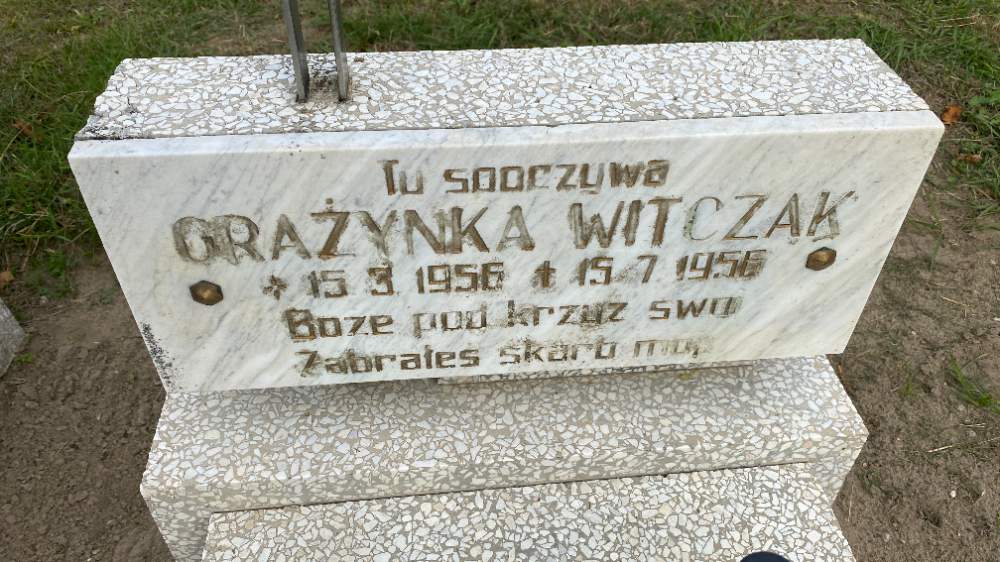 Tu spoczywa
GRAŻYNKA WITCZAK
* 15 3 1956 † 15 7 1956
Boże pod krzyż swój
Zabrałeś skarb mój